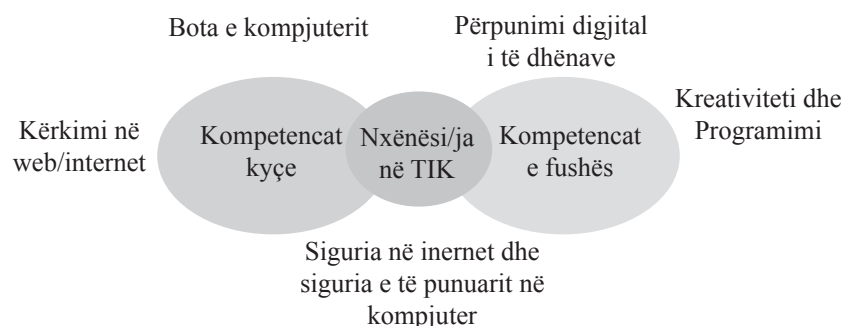 Bota e kompjuterit
Përpunimi digjital
i të dhënave
Kreativiteti dhe
Programimi
Kërkimi në
web/internet
Kompetencat
kyçe
Nxënësi/ja
në TIK
Kompetencat
e fushës
Siguria në inernet dhe
siguria e të punuarit në
kompjuter